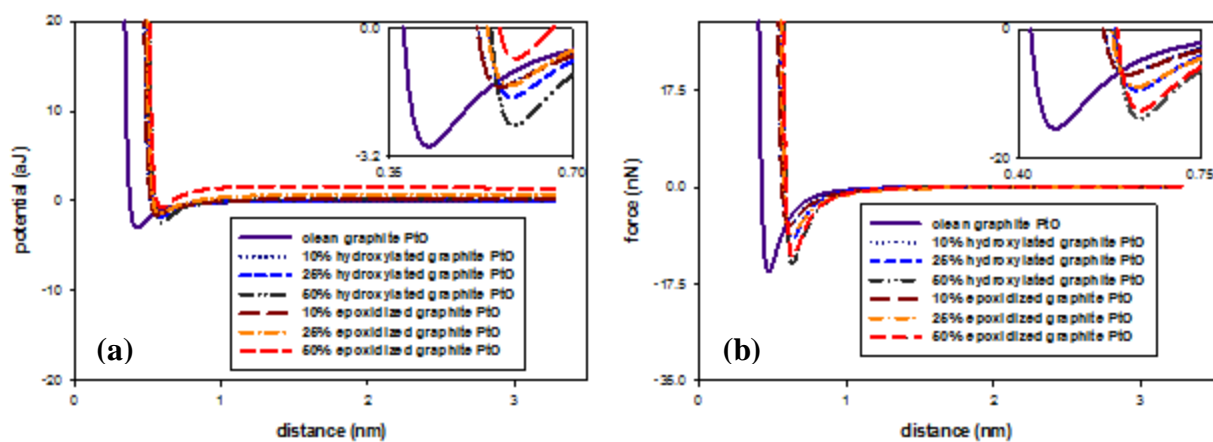 20
10
0
-10
-20
potential (aJ)
0
1
2
3
distance (nm)
0.0
-3.2
0.35
0.70
clean graphite PtO
10% hydroxylated graphite PtO
25% hydroxylated graphite PtO
50% hydroxylated graphite PtO
10% epoxidized graphite PtO
25% epoxidized graphite PtO
50% epoxidized graphite PtO
(a)
17.5
0.0
-17.5
-35.0
force (nN)
0
1
2
3
distance (nm)
0
-20
0.40
0.75
clean graphite PtO
10% hydroxylated graphite PtO
25% hydroxylated graphite PtO
50% hydroxylated graphite PtO
10% epoxidized graphite PtO
25% epoxidized graphite PtO
50% epoxidized graphite PtO
(b)